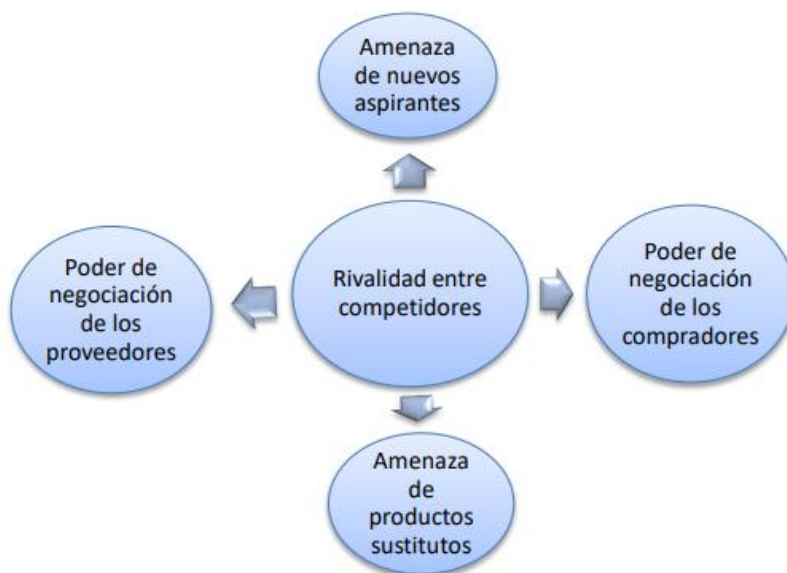 Amenaza
de nuevos
aspirantes
Poder de
negociación
de los
proveedores
Rivalidad entre
competidores
Poder de
negociación
de los
compradores
Amenaza
de
productos
sustitutos